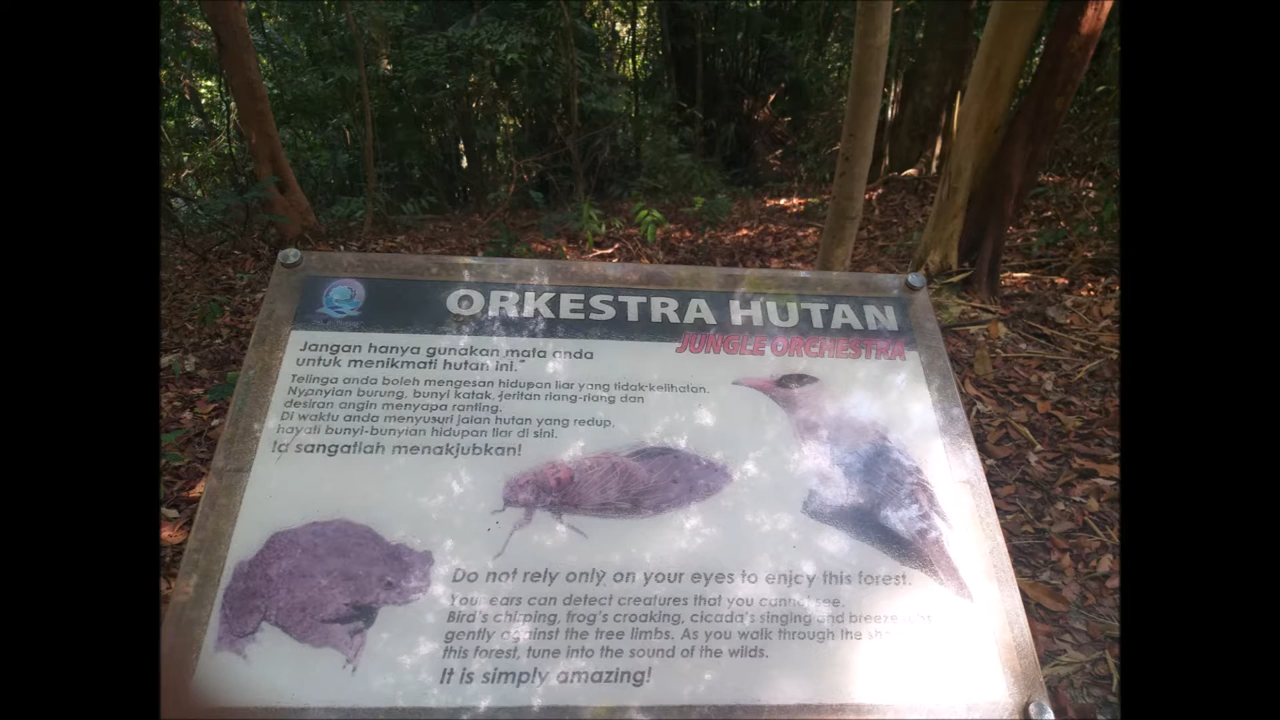 ORKESTRA HUTAN
JUNGLE ORCHESTRA
Jangan hanya gunakan mata anda
untuk menikmati hutan ini."
Telinga anda boleh mengesan hidupan liar yang tidak kelihatan.
Nyanyian burung, bunyi katak, jeritan riang-riang dan
desiran angin menyapa ranting.
Di waktu anda menyusuri jalan hutan yang redup,
hayati bunyi-bunyian hidupan liar di sini.
Ia sangatlah menakjubkan!
Do not rely only on your eyes to enjoy this forest.
Your ears can detect creatures that you cannot see.
Bird's chirping, frog's croaking, cicada's singing and breeze
gently against the tree limbs. As you walk through the
this forest, tune into the sound of the wilds.
It is simply amazing!